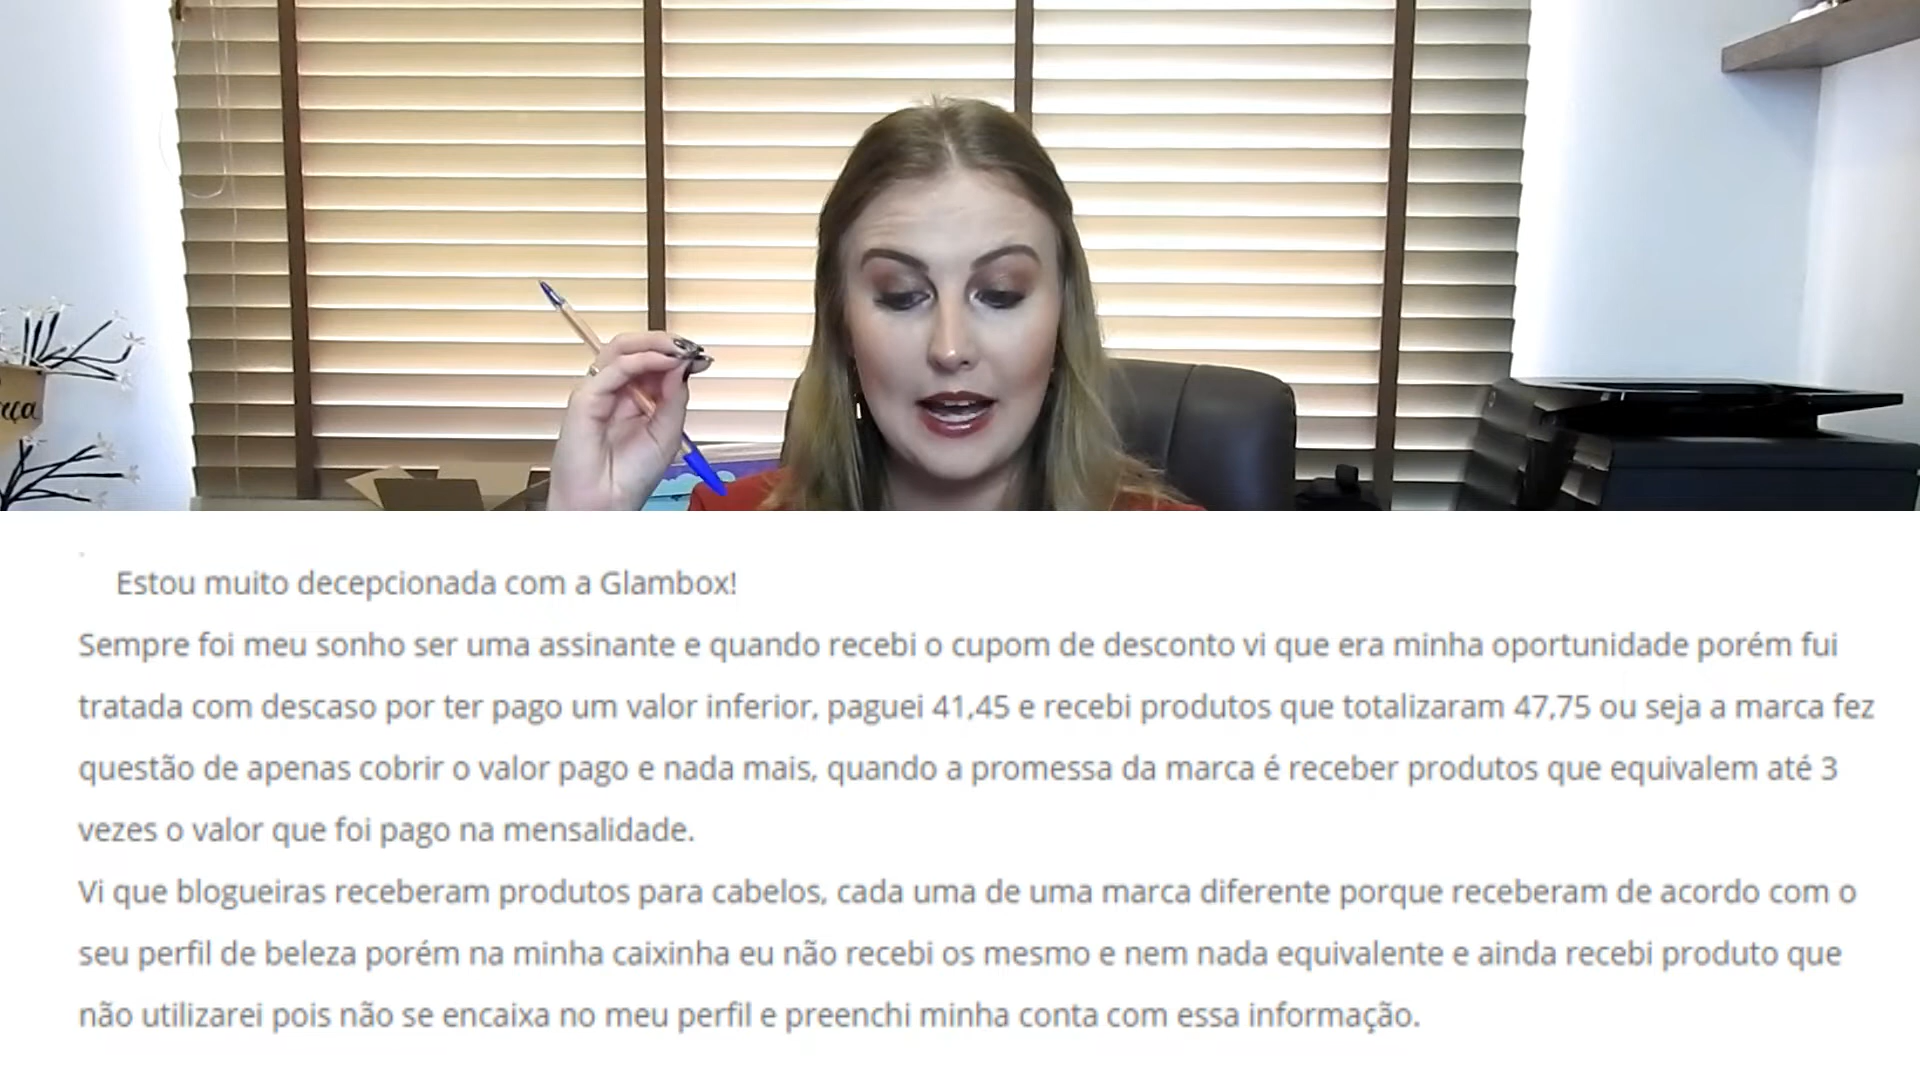 Estou muito decepcionada com a Glambox!
Sempre foi meu sonho ser uma assinante e quando recebi o cupom de desconto vi que era minha oportunidade porém fui
tratada com descaso por ter pago um valor inferior, paguei 41,45 e recebi produtos que totalizaram 47,75 ou seja a marca fez
questão de apenas cobrir o valor pago e nada mais, quando a promessa da marca é receber produtos que equivalem até 3
vezes o valor que foi pago na mensalidade.
Vi que blogueiras receberam produtos para cabelos, cada uma de uma marca diferente porque receberam de acordo com o
seu perfil de beleza porém na minha caixinha eu não recebi os mesmo e nem nada equivalente e ainda recebi produto que
não utilizarei pois não se encaixa no meu perfil e preenchi minha conta com essa informação.